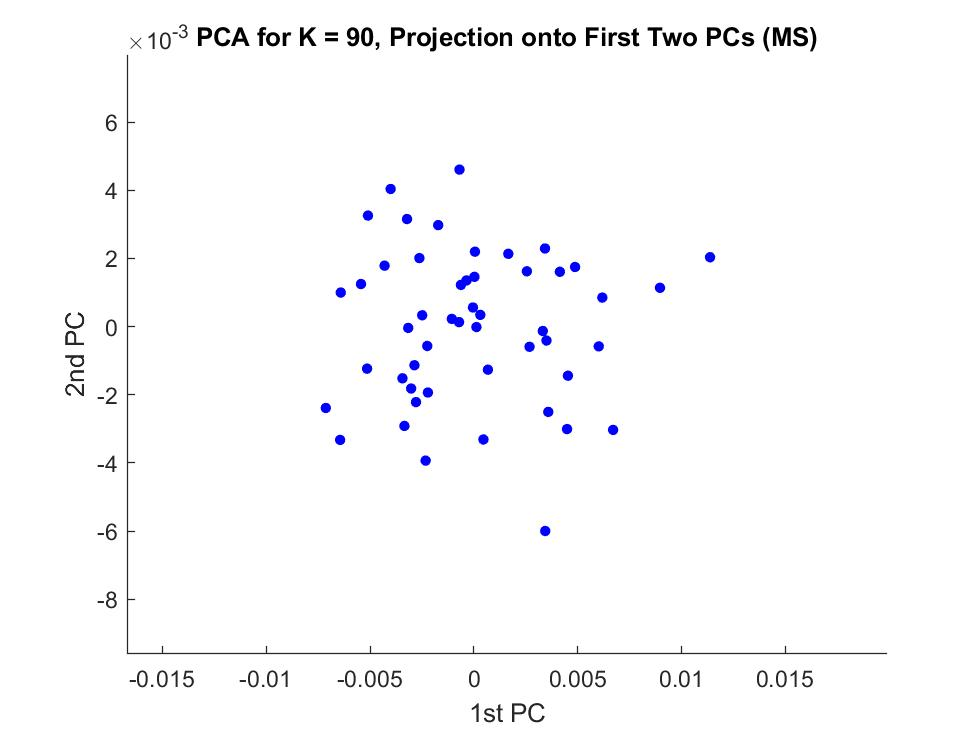 ×10⁻³ PCA for K = 90, Projection onto First Two PCs (MS)
6
4
2
0
-2
-4
-6
-8
2nd PC
-0.015 -0.01 -0.005 0 0.005 0.01 0.015
1st PC